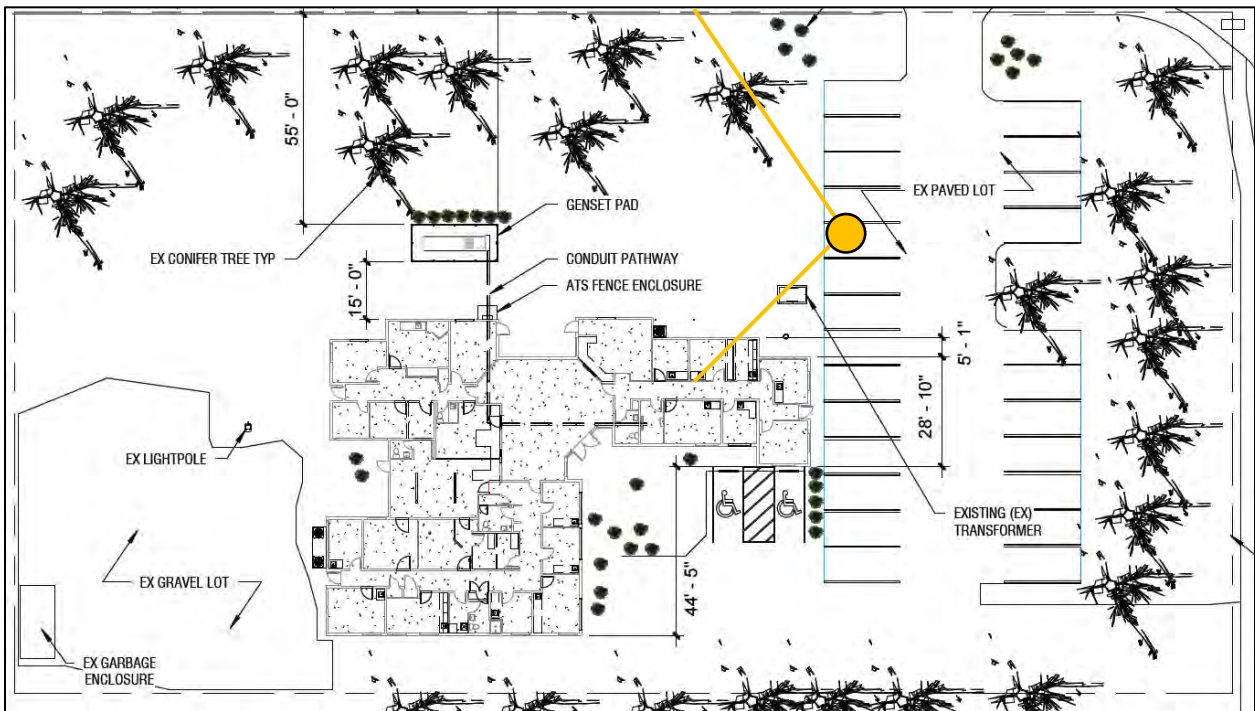 55' - 0"
GENSET PAD
EX PAVED LOT
EX CONIFER TREE TYP
CONDUIT PATHWAY
ATS FENCE ENCLOSURE
15' - 0"
5' - 1"
28' - 10"
EX LIGHTPOLE
EXISTING (EX)
TRANSFORMER
EX GRAVEL LOT
44' - 5"
EX GARBAGE
ENCLOSURE